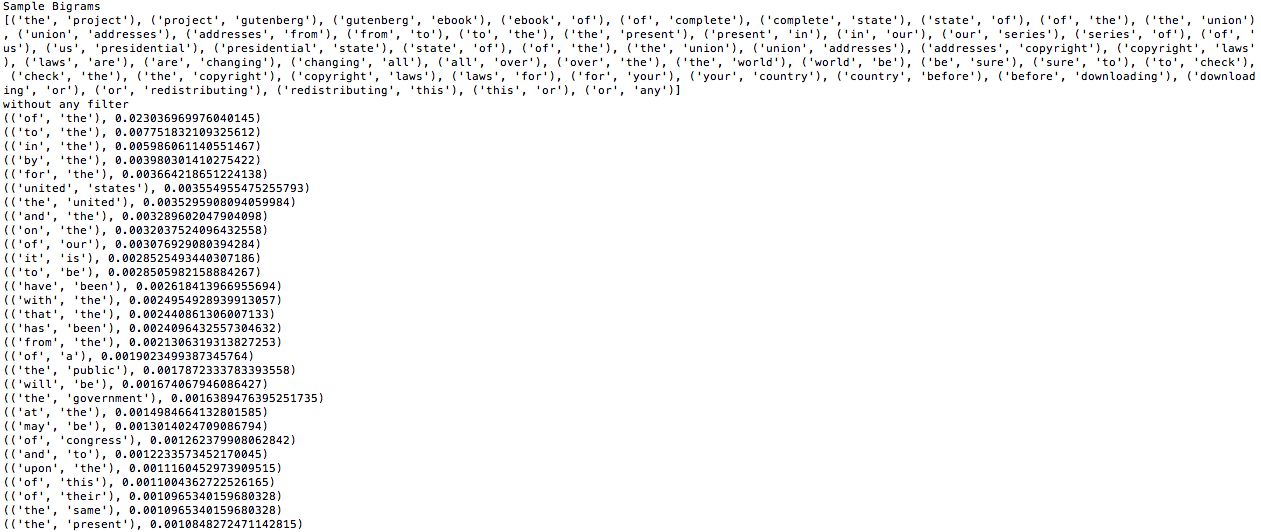 Sample Bigrams
[('the', 'project'), ('project', 'gutenberg'), ('gutenberg', 'ebook'), ('ebook', 'of'), ('of', 'complete'), ('complete', 'state'), ('state', 'of'), ('of', 'the'), ('the', 'union')
, ('union', 'addresses'), ('addresses', 'from'), ('from', 'to'), ('to', 'the'), ('the', 'present'), ('present', 'in'), ('in', 'our'), ('our', 'series'), ('series', 'of'), ('of', '
us'), ('us', 'presidential'), ('presidential', 'state'), ('state', 'of'), ('of', 'the'), ('the', 'union'), ('union', 'addresses'), ('addresses', 'copyright'), ('copyright', 'laws'
), ('laws', 'are'), ('are', 'changing'), ('changing', 'all'), ('all', 'over'), ('over', 'the'), ('the', 'world'), ('world', 'be'), ('be', 'sure'), ('sure', 'to'), ('to', 'check'),
('check', 'the'), ('the', 'copyright'), ('copyright', 'laws'), ('laws', 'for'), ('for', 'your'), ('your', 'country'), ('country', 'before'), ('before', 'downloading'), ('download
ing', 'or'), ('or', 'redistributing'), ('redistributing', 'this'), ('this', 'or'), ('or', 'any')]
without any filter
(('of', 'the'), 0.023036969976040145)
(('to', 'the'), 0.007751832109325612)
(('in', 'the'), 0.005986061140551467)
(('by', 'the'), 0.003980301410275422)
(('for', 'the'), 0.003664218651224138)
(('united', 'states'), 0.003554955475255793)
(('the', 'united'), 0.0035295908094059984)
(('and', 'the'), 0.003289602047904098)
(('on', 'the'), 0.0032037524096432558)
(('of', 'our'), 0.003076929080394284)
(('it', 'is'), 0.0028525493440307186)
(('to', 'be'), 0.0028505982158884267)
(('have', 'been'), 0.002618413966955694)
(('with', 'the'), 0.0024954928939913057)
(('that', 'the'), 0.002440861306007133)
(('has', 'been'), 0.0024096432557304632)
(('from', 'the'), 0.0021306319313827253)
(('of', 'a'), 0.0019023499387345764)
(('the', 'public'), 0.0017872333783393558)
(('will', 'be'), 0.001674067946086427)
(('the', 'government'), 0.0016389476395251735)
(('at', 'the'), 0.0014984664132801585)
(('may', 'be'), 0.0013014024709086794)
(('of', 'congress'), 0.001262379908062842)
(('and', 'to'), 0.0012233573452170045)
(('upon', 'the'), 0.0011160452973909515)
(('of', 'this'), 0.0011004362722526165)
(('of', 'their'), 0.0010965340159680328)
(('the', 'same'), 0.0010965340159680328)
(('the', 'present'), 0.0010848272471142815)